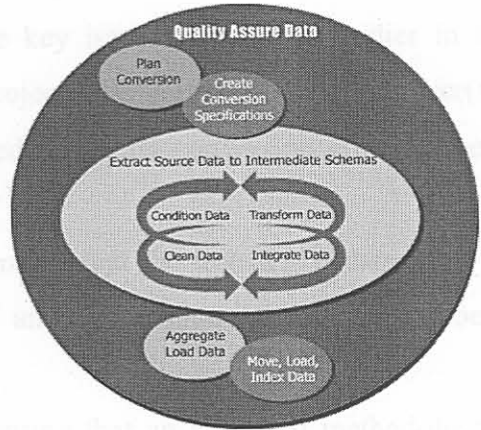 Quality Assure Data
Plan
Conversion
Create
Conversion
Specifications
Extract Source Data to Intermediate Schemas
Condition Data
Transform Data
Clean Data
Integrate Data
Aggregate
Load Data
Move, Load,
Index Data